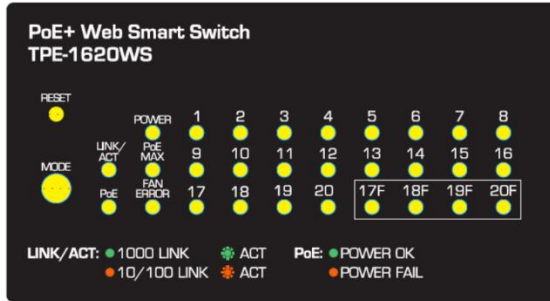 PoE+ Web Smart Switch
TPE-1620WS
RESET
POWER 1 2 3 4 5 6 7 8
LINK/
ACT
PoE
MAX
9 10 11 12 13 14 15 16
MODE
PoE
FAN
ERROR
17 18 19 20 17F 18F 19F 20F
LINK/ACT: 1000 LINK ACT PoE: POWER OK
10/100 LINK ACT POWER FAIL